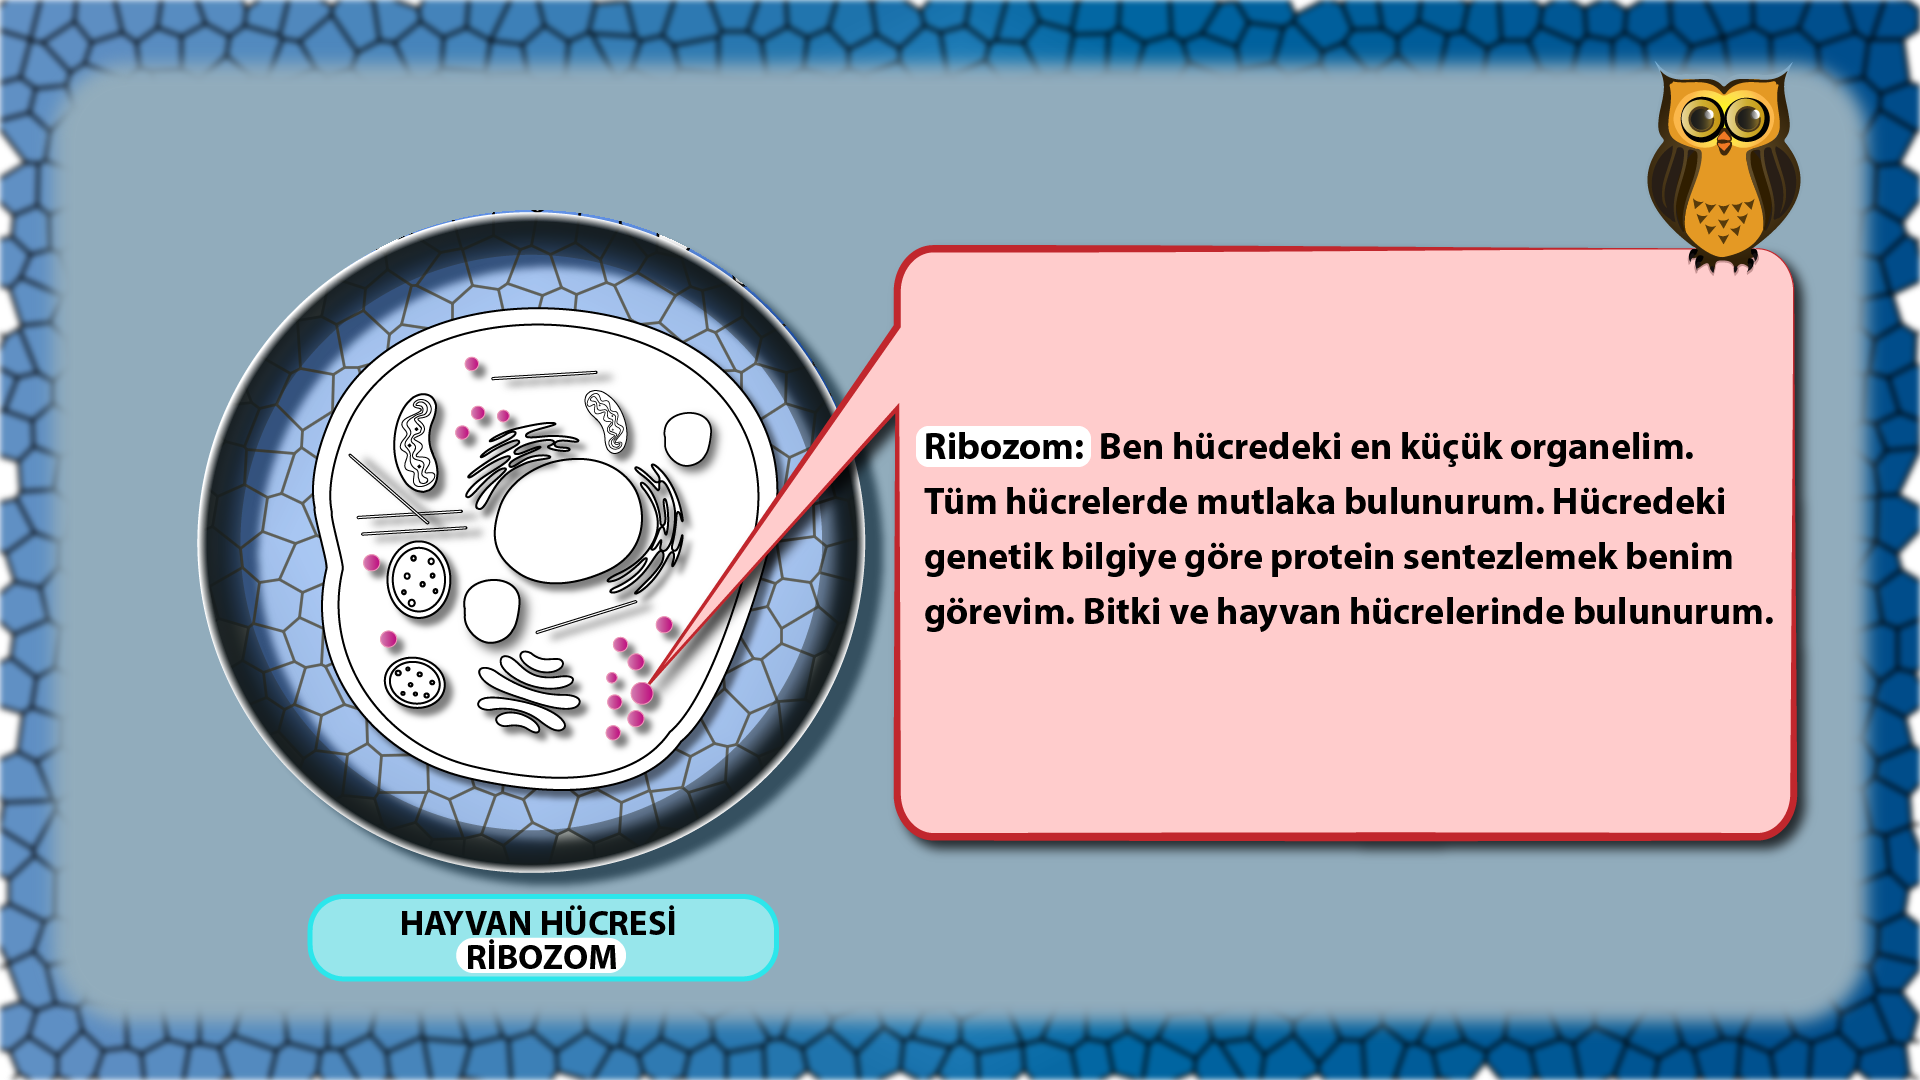 Ribozom: Ben hücredeki en küçük organelim.
Tüm hücrelerde mutlaka bulunurum. Hücredeki
genetik bilgiye göre protein sentezlemek benim
görevim. Bitki ve hayvan hücrelerinde bulunurum.
HAYVAN HÜCRESİ
RİBOZOM